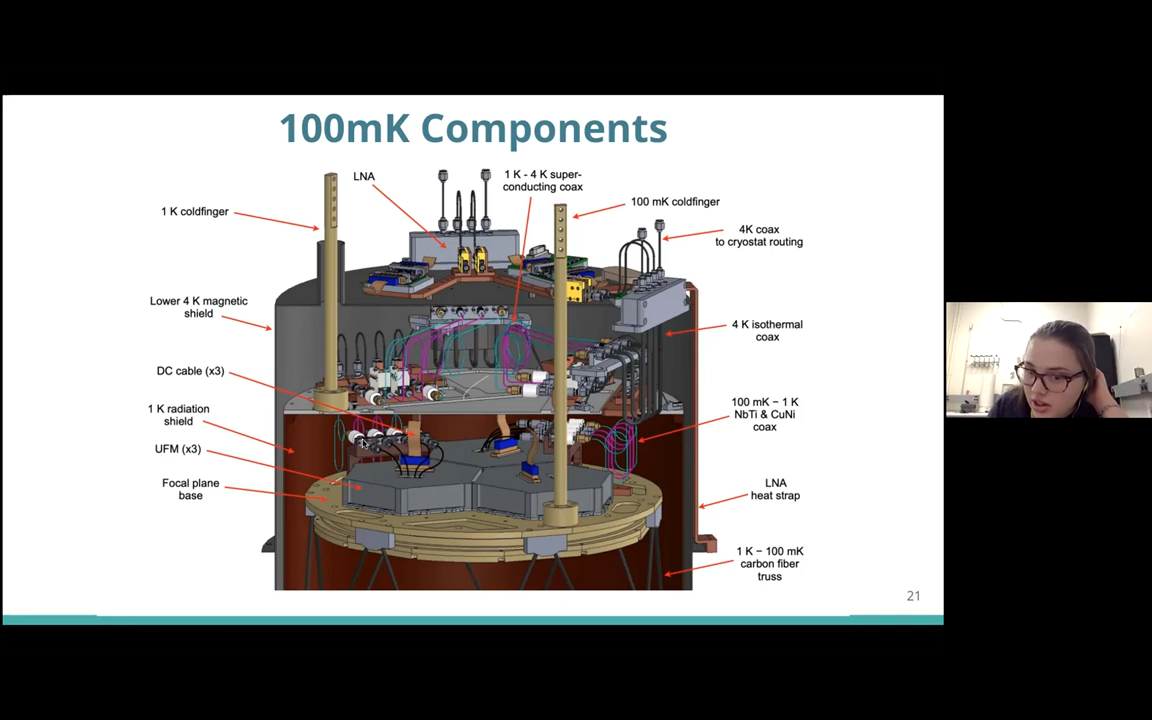 100mK Components
LNA
1 K - 4 K super-
conducting coax
1 K coldfinger
100 mK coldfinger
4K coax
to cryostat routing
Lower 4 K magnetic
shield
4 K isothermal
coax
DC cable (x3)
1 K radiation
shield
100 mK – 1 K
NbTi & CuNi
coax
UFM (x3)
Focal plane
base
LNA
heat strap
1 K – 100 mK
carbon fiber
truss
21